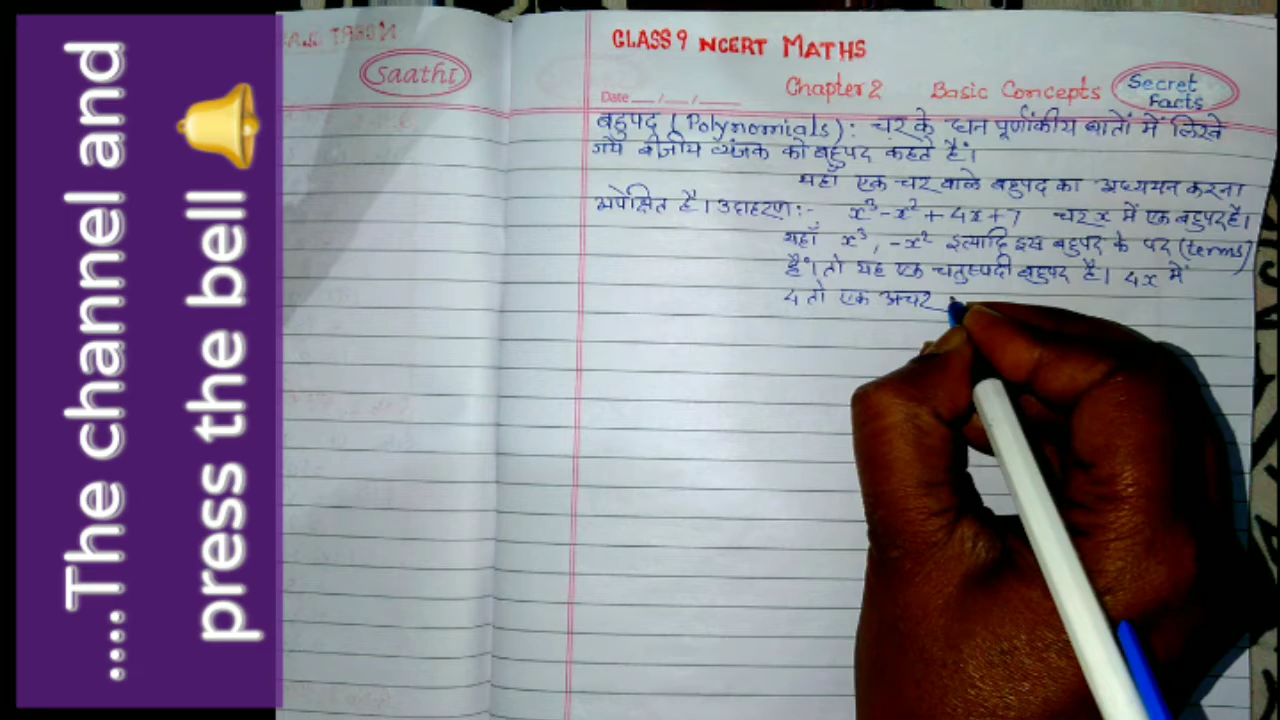 ....The channel and
press the bell 🔔
Saathi
CLASS 9 NCERT MATHS
Date __/__/____
Chapter 2 Basic Concepts
Secret
Facts
बहुपद (Polynomials): चर के धन पूर्णांकीय घातों में लिखे
गये बीजीय व्यंजक को बहुपद कहते हैं।
यहाँ एक चर वाले बहुपद का अध्ययन करना
अपेक्षित है। उदाहरण:- x³-x²+4x+7 चर x में एक बहुपद है।
यहाँ x³, -x² इत्यादि इस बहुपद के पद (terms)
हैं। तो यह एक चतुष्पदी बहुपद है। 4x में
4 तो एक अचर